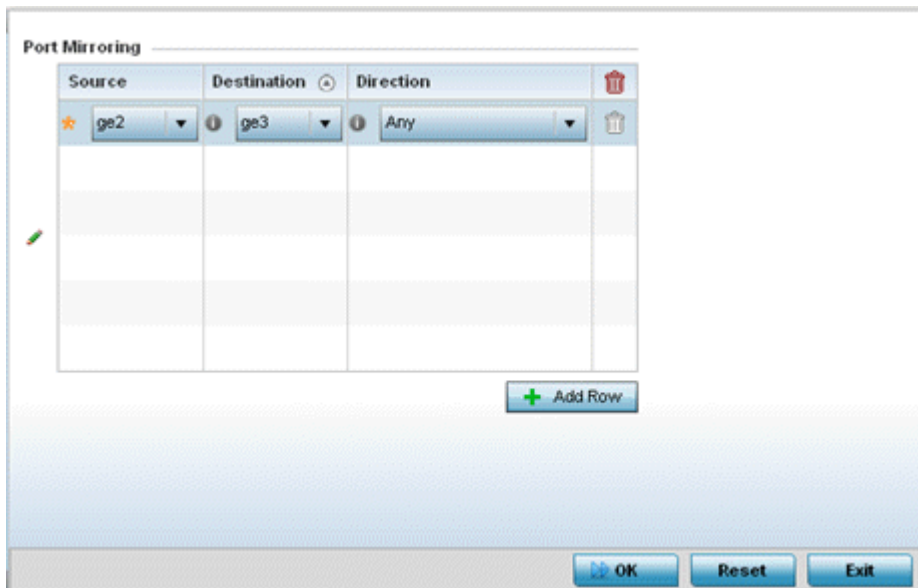 Port Mirroring
Source Destination Direction
ge2 ge3 Any
Add Row
OK Reset Exit